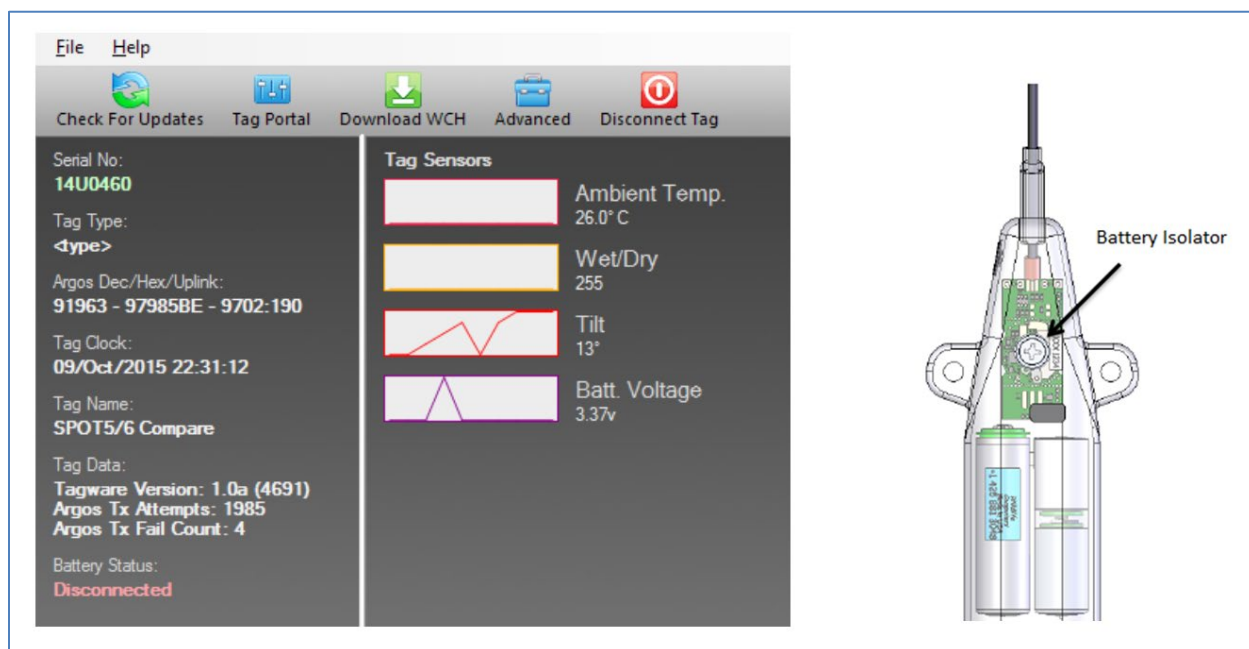 File Help
Check For Updates Tag Portal Download WCH Advanced Disconnect Tag
Serial No:
14U0460
Tag Type:
<type>
Argos Dec/Hex/Uplink:
91963 - 97985BE - 9702:190
Tag Clock:
09/Oct/2015 22:31:12
Tag Name:
SPOT5/6 Compare
Tag Data:
Tagware Version: 1.0a (4691)
Argos Tx Attempts: 1985
Argos Tx Fail Count: 4
Battery Status:
Disconnected
Tag Sensors
Ambient Temp.
26.0° C
Wet/Dry
255
Tilt
13°
Batt. Voltage
3.37v
Battery Isolator